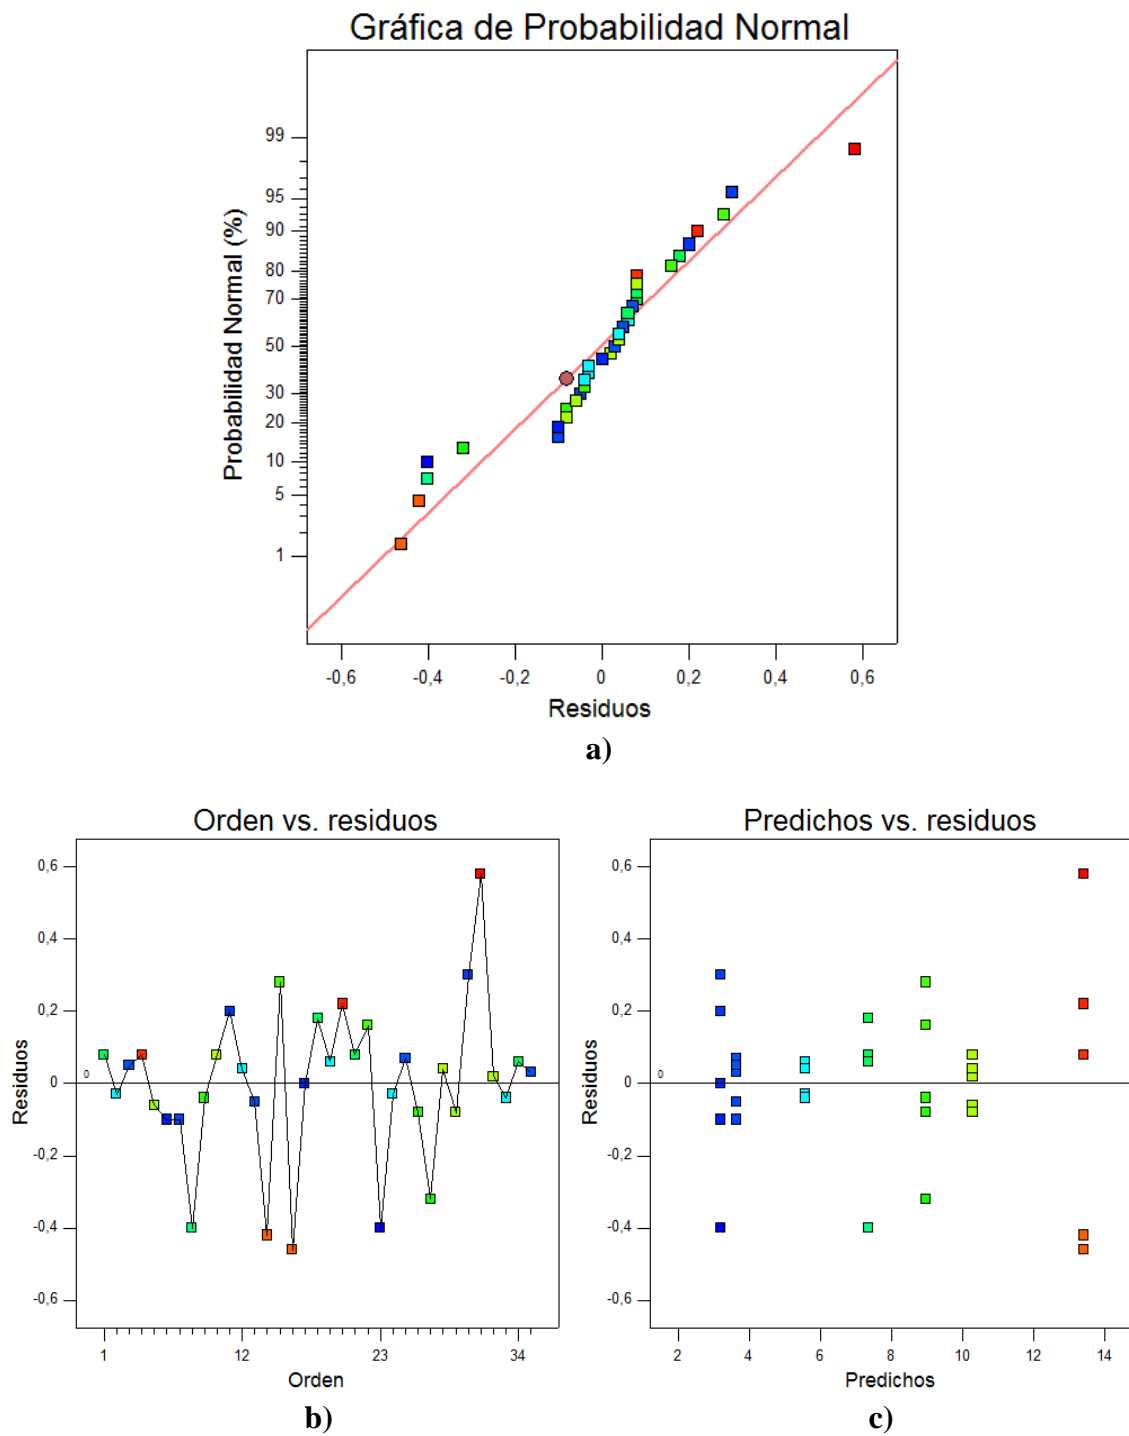 Gráfica de Probabilidad Normal
99
95
90
80
70
50
30
20
10
5
1
Probabilidad Normal (%)
-0,6 -0,4 -0,2 0 0,2 0,4 0,6
Residuos
a)
Orden vs. residuos
0,6
0,4
0,2
0
-0,2
-0,4
-0,6
0
Residuos
1 12 23 34
Orden
b)
Predichos vs. residuos
0,6
0,4
0,2
0
-0,2
-0,4
-0,6
0
Residuos
2 4 6 8 10 12 14
Predichos
c)